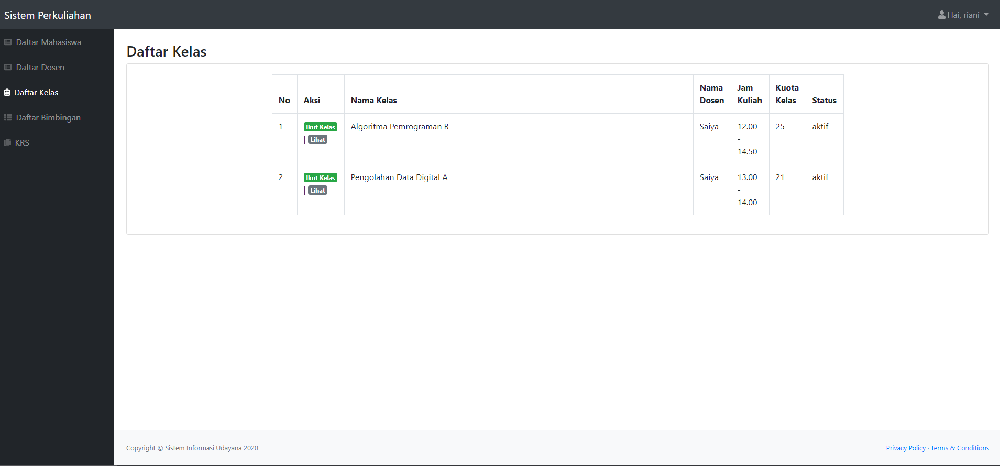 Sistem Perkuliahan
Hai, riani
Daftar Mahasiswa
Daftar Dosen
Daftar Kelas
Daftar Bimbingan
KRS
Daftar Kelas
No Aksi Nama Kelas Nama Dosen Jam Kuliah Kuota Kelas Status
1 Ikut Kelas | Lihat Algoritma Pemrograman B Saiya 12.00 - 14.50 25 aktif
2 Ikut Kelas | Lihat Pengolahan Data Digital A Saiya 13.00 - 14.00 21 aktif
Copyright © Sistem Informasi Udayana 2020
Privacy Policy · Terms & Conditions